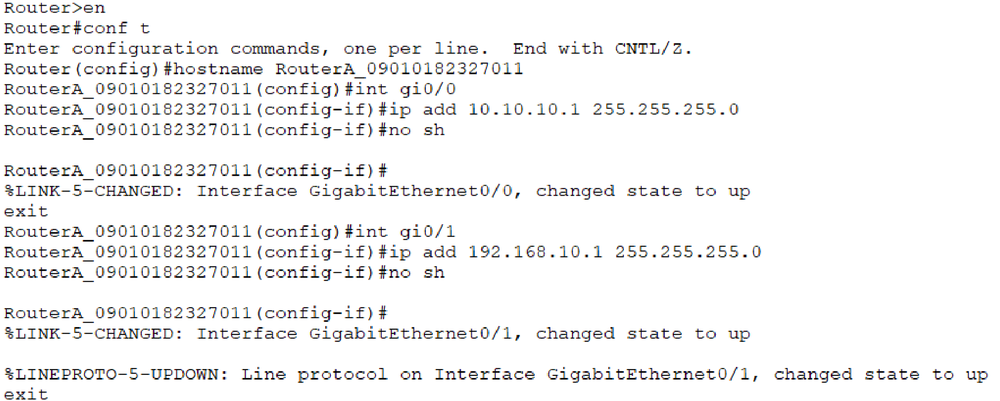 Router>en
Router#conf t
Enter configuration commands, one per line.  End with CNTL/Z.
Router(config)#hostname RouterA_09010182327011
RouterA_09010182327011(config)#int gi0/0
RouterA_09010182327011(config-if)#ip add 10.10.10.1 255.255.255.0
RouterA_09010182327011(config-if)#no sh
RouterA_09010182327011(config-if)#
%LINK-5-CHANGED: Interface GigabitEthernet0/0, changed state to up
exit
RouterA_09010182327011(config)#int gi0/1
RouterA_09010182327011(config-if)#ip add 192.168.10.1 255.255.255.0
RouterA_09010182327011(config-if)#no sh
RouterA_09010182327011(config-if)#
%LINK-5-CHANGED: Interface GigabitEthernet0/1, changed state to up
%LINEPROTO-5-UPDOWN: Line protocol on Interface GigabitEthernet0/1, changed state to up
exit